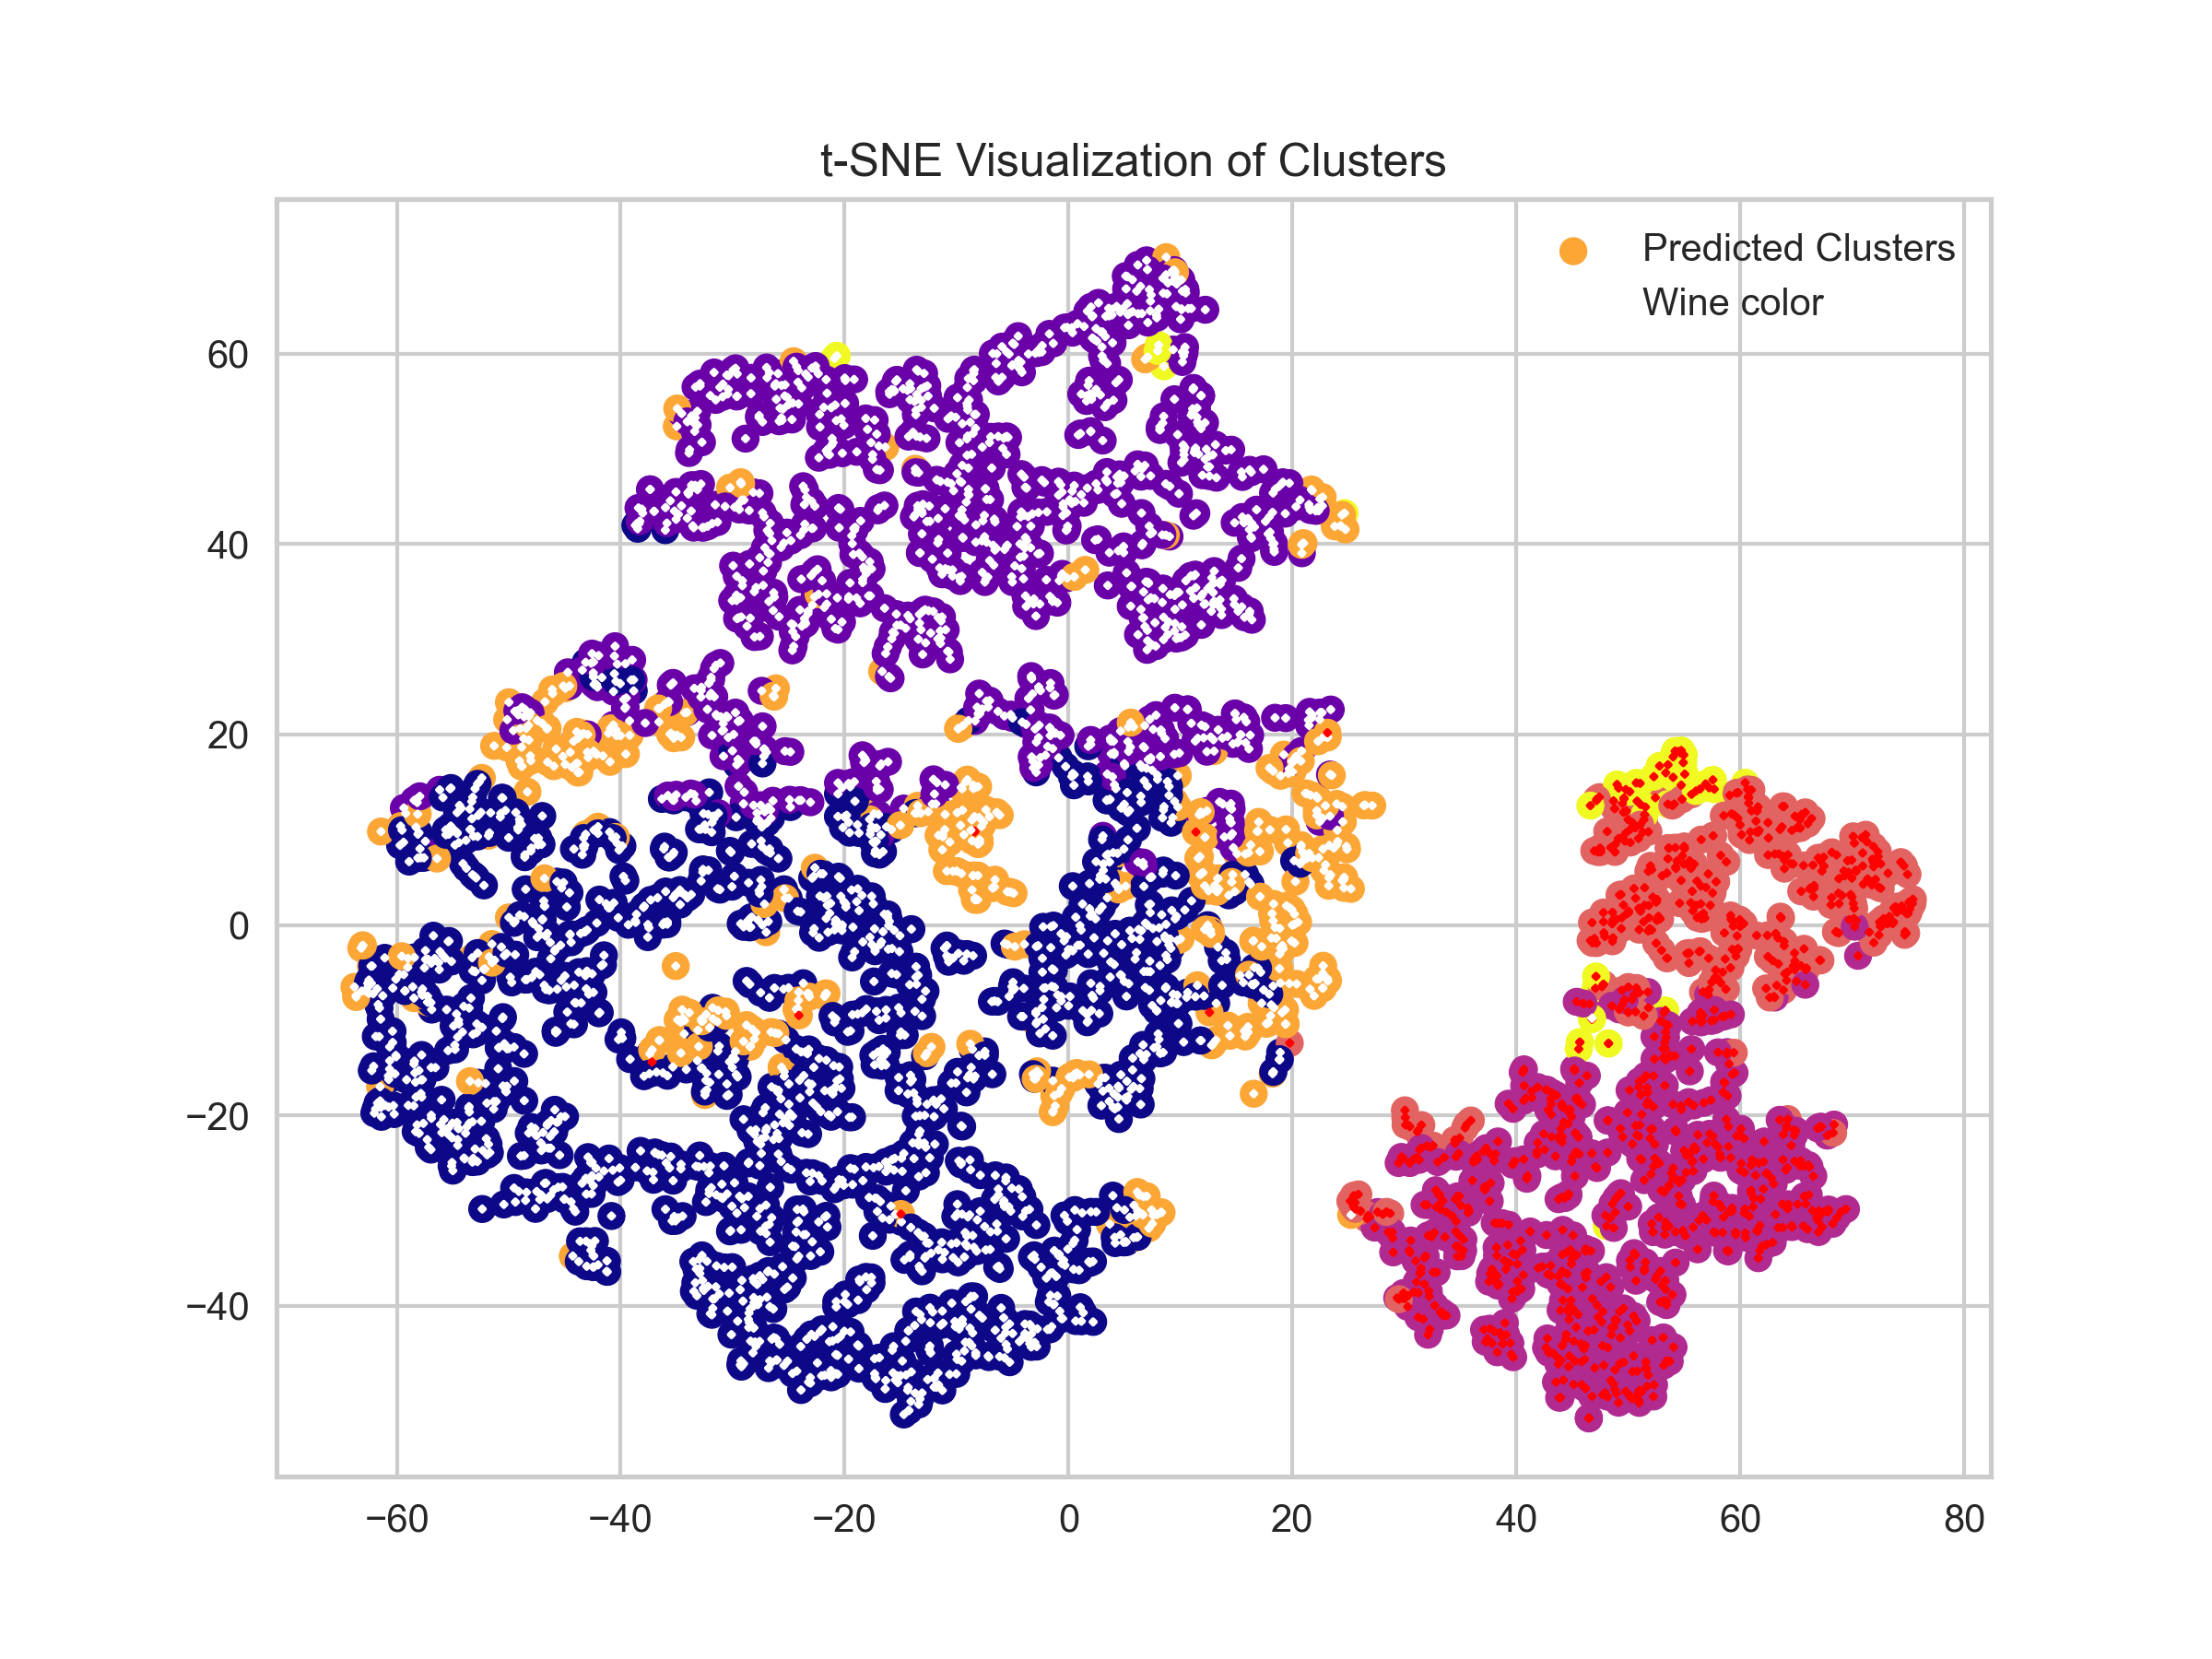 t-SNE Visualization of Clusters
Predicted Clusters
Wine color
60
40
20
0
−20
−40
−60 −40 −20 0 20 40 60 80